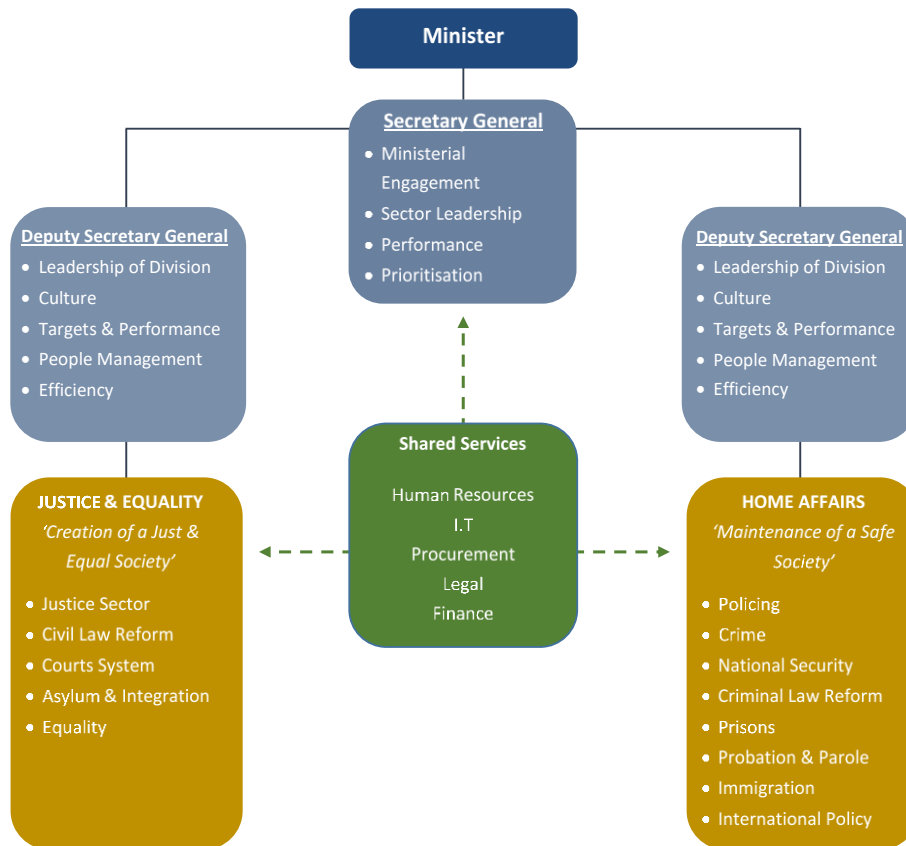 Minister
Secretary General
• Ministerial
Engagement
• Sector Leadership
• Performance
• Prioritisation
Deputy Secretary General
• Leadership of Division
• Culture
• Targets & Performance
• People Management
• Efficiency
Deputy Secretary General
• Leadership of Division
• Culture
• Targets & Performance
• People Management
• Efficiency
Shared Services
Human Resources
I.T
Procurement
Legal
Finance
JUSTICE & EQUALITY
‘Creation of a Just &
Equal Society’
• Justice Sector
• Civil Law Reform
• Courts System
• Asylum & Integration
• Equality
HOME AFFAIRS
‘Maintenance of a Safe
Society’
• Policing
• Crime
• National Security
• Criminal Law Reform
• Prisons
• Probation & Parole
• Immigration
• International Policy